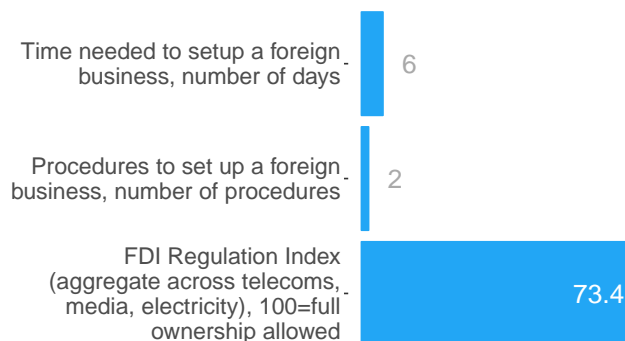 Time needed to setup a foreign
business, number of days
6
Procedures to set up a foreign
business, number of procedures
2
FDI Regulation Index
(aggregate across telecoms,
media, electricity), 100=full
ownership allowed
73.4